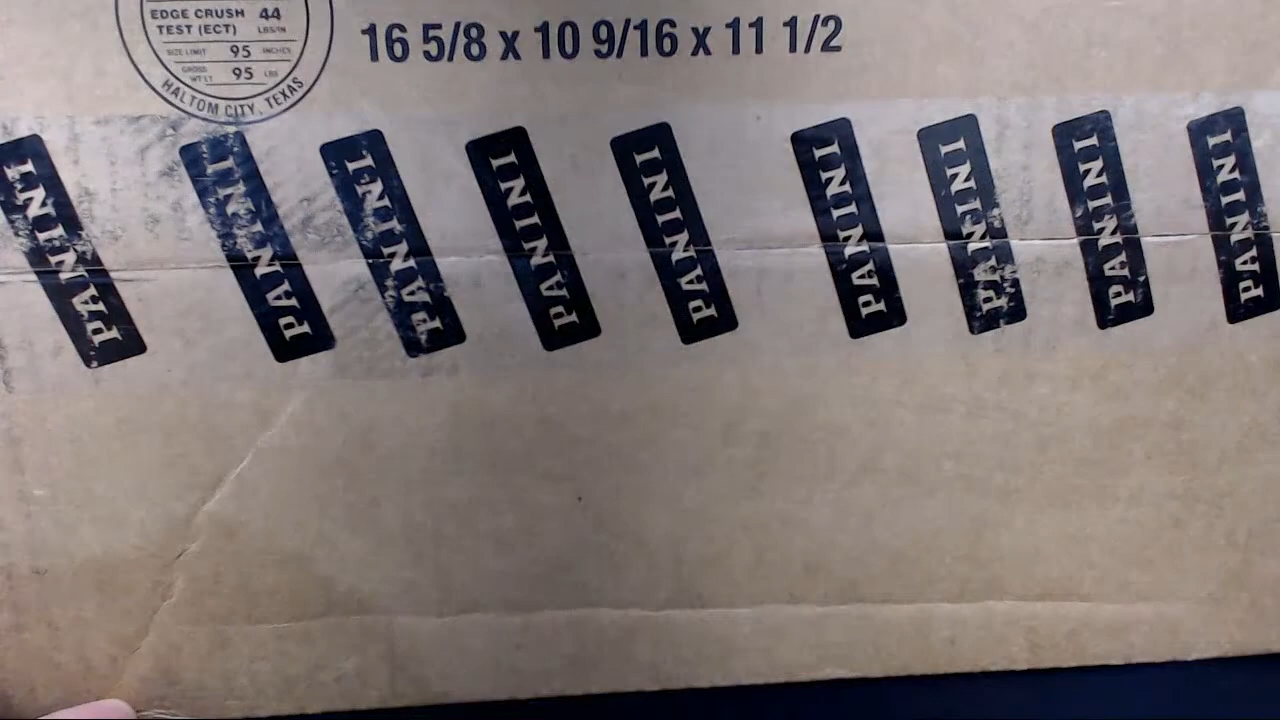 EDGE CRUSH 44
TEST (ECT) LBS/IN
SIZE LIMIT 95 INCHES
GROSS WT LT 95 LBS
HALTOM CITY, TEXAS
16 5/8 x 10 9/16 x 11 1/2
PANINI PANINI PANINI PANINI PANINI PANINI PANINI PANINI PANINI